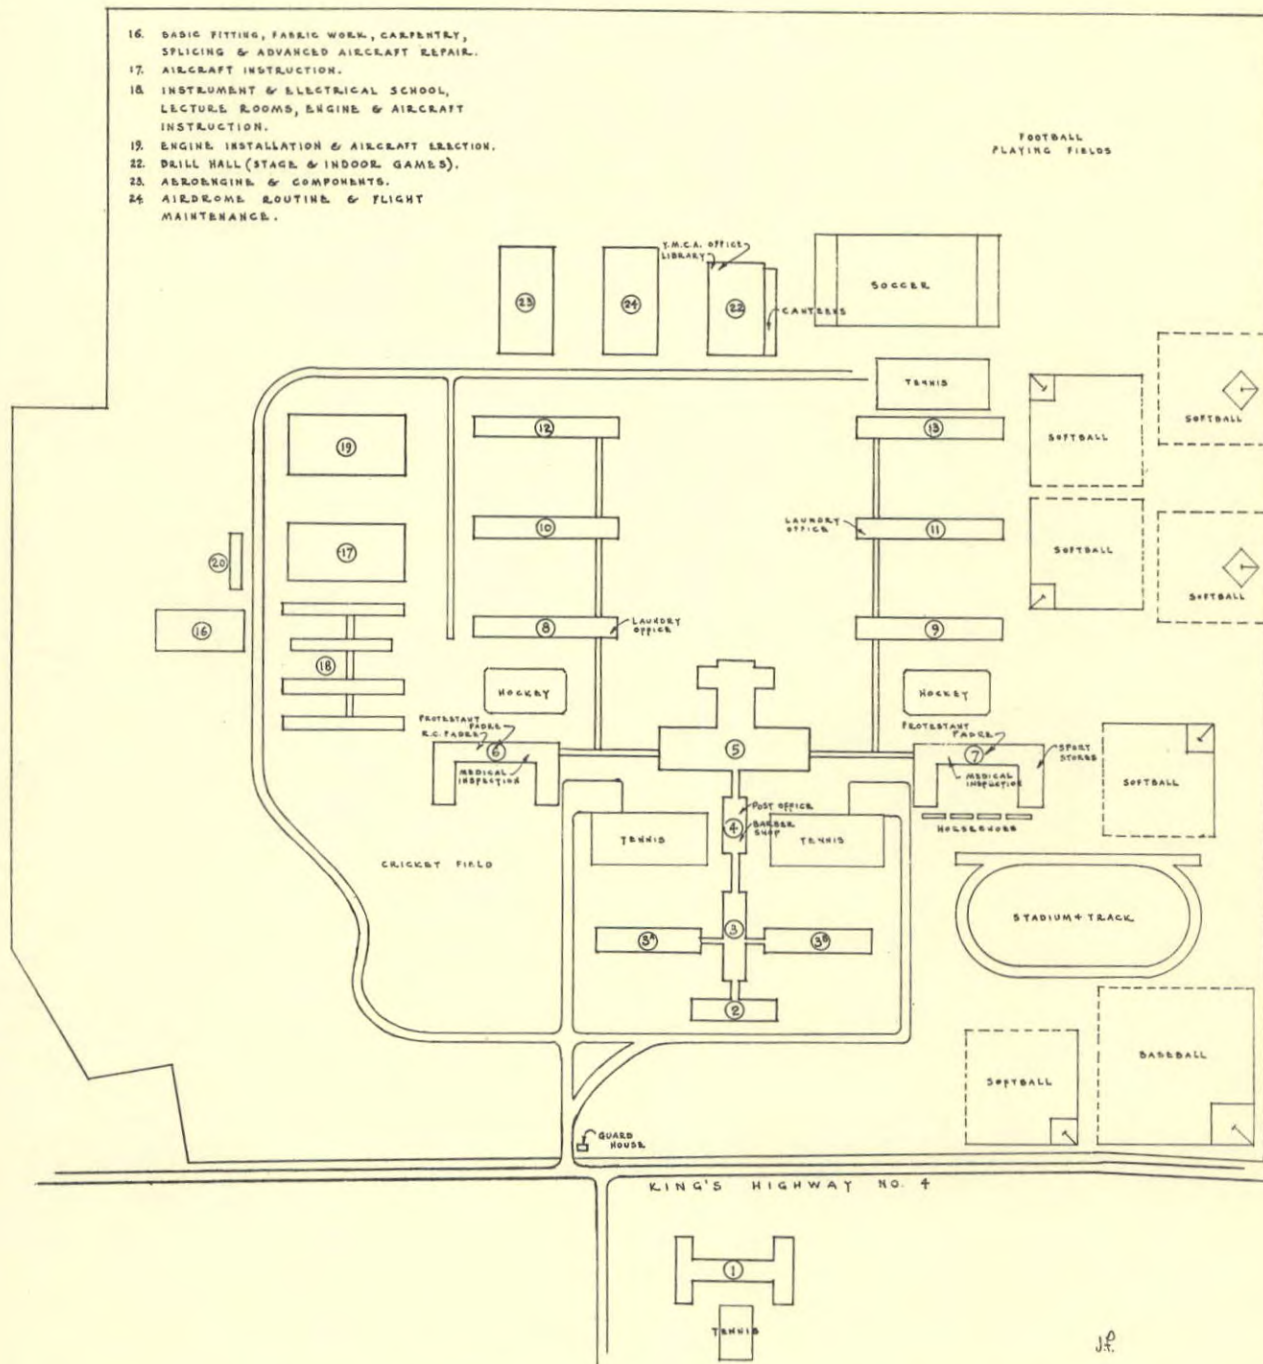 16. BASIC FITTING, FABRIC WORK, CARPENTRY,
SPLICING & ADVANCED AIRCRAFT REPAIR.
17. AIRCRAFT INSTRUCTION.
18. INSTRUMENT & ELECTRICAL SCHOOL,
LECTURE ROOMS, ENGINE & AIRCRAFT
INSTRUCTION.
19. ENGINE INSTALLATION & AIRCRAFT ERECTION.
22. DRILL HALL (STAGE & INDOOR GAMES).
23. AEROENGINE & COMPONENTS.
24. AIRDROME ROUTINE & FLIGHT
MAINTENANCE.
FOOTBALL
PLAYING FIELDS
Y.M.C.A. OFFICE
LIBRARY
23
24
22
CANTEENS
SOCCER
TENNIS
SOFTBALL
SOFTBALL
19
12
13
17
10
LAUNDRY
OFFICE
11
SOFTBALL
SOFTBALL
20
16
8
LAUNDRY
OFFICE
9
18
HOCKEY
HOCKEY
PROTESTANT
PADRE
R.C. PADRE
6
MEDICAL
INSPECTION
5
PROTESTANT
PADRE
7
MEDICAL
INSPECTION
SPORT
STORES
SOFTBALL
POST OFFICE
4
BARBER
SHOP
HORSESHOES
TENNIS
TENNIS
CRICKET FIELD
STADIUM & TRACK
3A
3
3B
2
SOFTBALL
BASEBALL
GUARD
HOUSE
KING'S HIGHWAY NO. 4
1
TENNIS